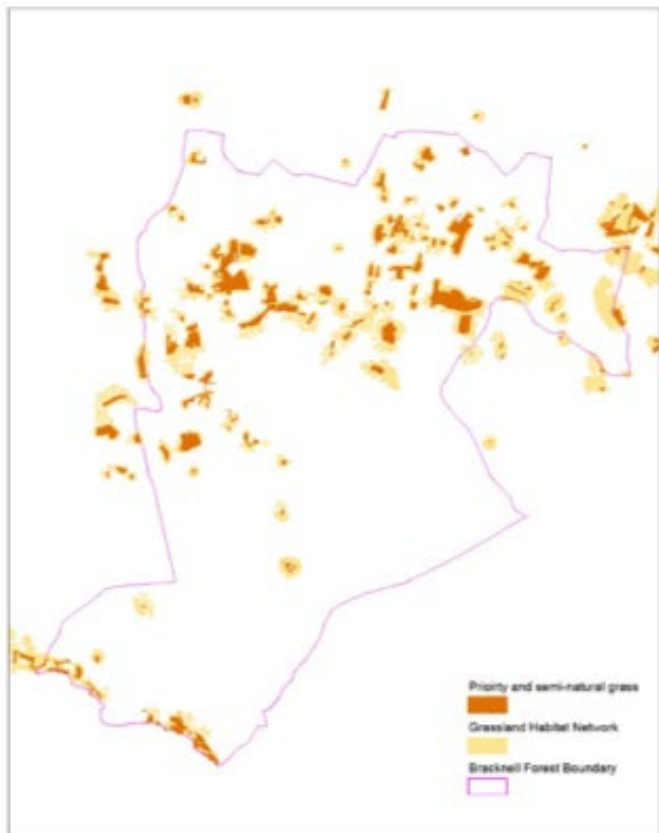 Priority and semi-natural grass
Grassland Habitat Network
Bracknell Forest Boundary